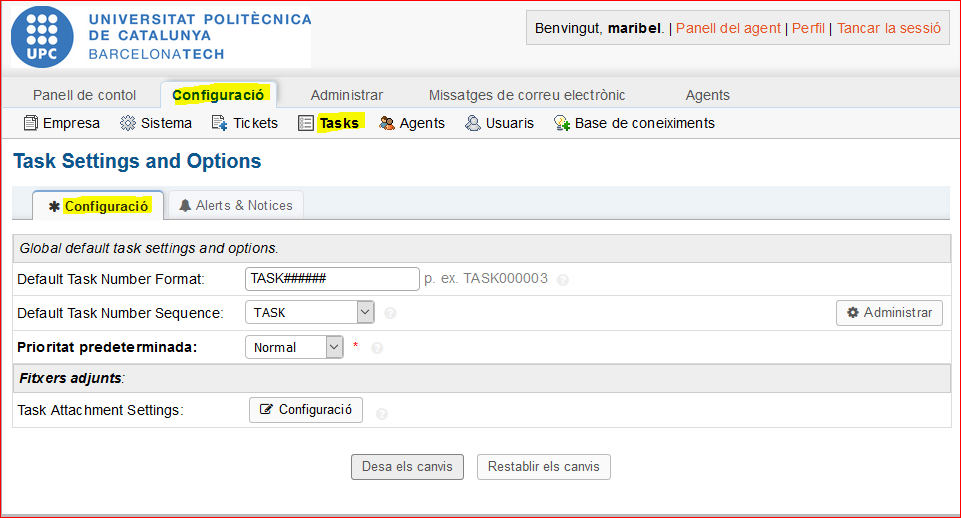 UNIVERSITAT POLITÈCNICA
DE CATALUNYA
BARCELONATECH
UPC
Benvingut, maribel. | Panell del agent | Perfil | Tancar la sessió
Panell de contol Configuració Administrar Missatges de correu electrònic Agents
Empresa Sistema Tickets Tasks Agents Usuaris Base de coneiximents
Task Settings and Options
Configuració Alerts & Notices
Global default task settings and options.
Default Task Number Format: TASK###### p. ex. TASK000003 ?
Default Task Number Sequence: TASK ? Administrar
Prioritat predeterminada: Normal * ?
Fitxers adjunts:
Task Attachment Settings: Configuració ?
Desa els canvis Restablir els canvis